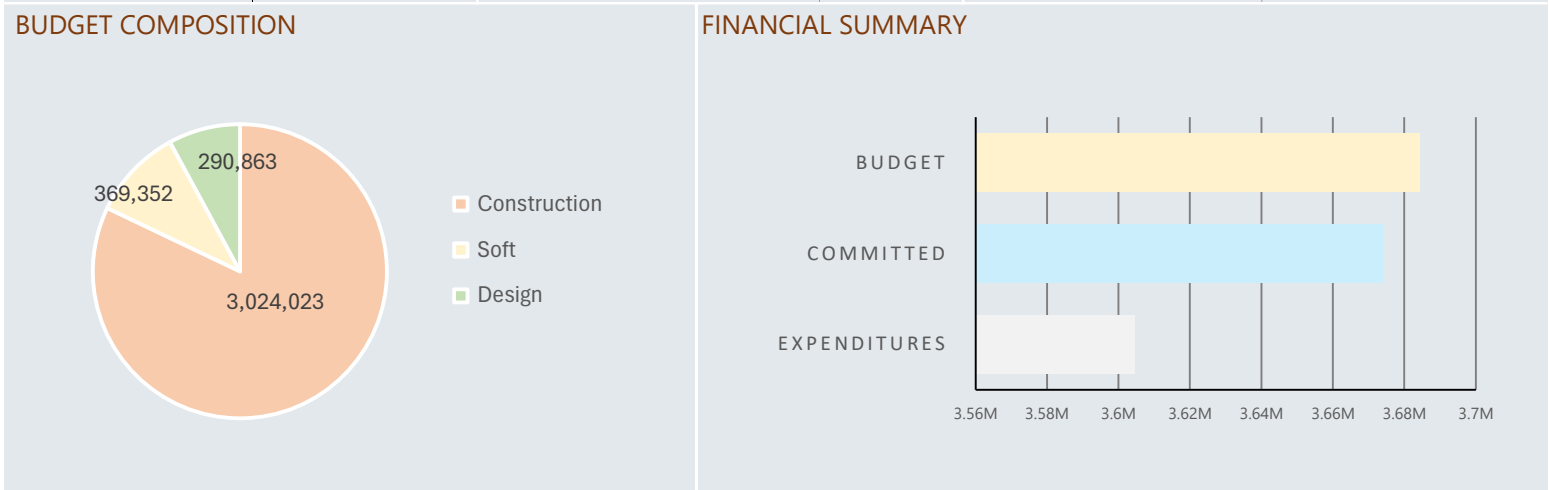 BUDGET COMPOSITION
290,863
369,352
3,024,023
Construction
Soft
Design
FINANCIAL SUMMARY
BUDGET
COMMITTED
EXPENDITURES
3.56M 3.58M 3.6M 3.62M 3.64M 3.66M 3.68M 3.7M